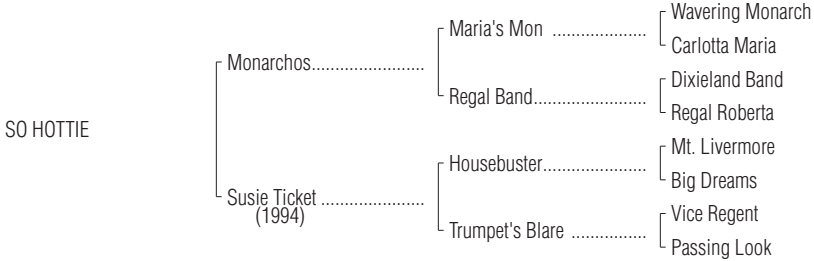 Wavering Monarch
Maria's Mon ....................
Carlotta Maria
Monarchos........................
Dixieland Band
Regal Band........................
Regal Roberta
SO HOTTIE
Mt. Livermore
Housebuster......................
Big Dreams
Susie Ticket ......................
(1994)
Vice Regent
Trumpet's Blare ................
Passing Look